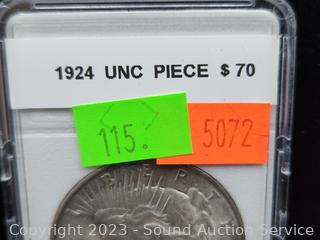 1924 UNC PIECE $70
115.
5072
Copyright 2023 - Sound Auction Service